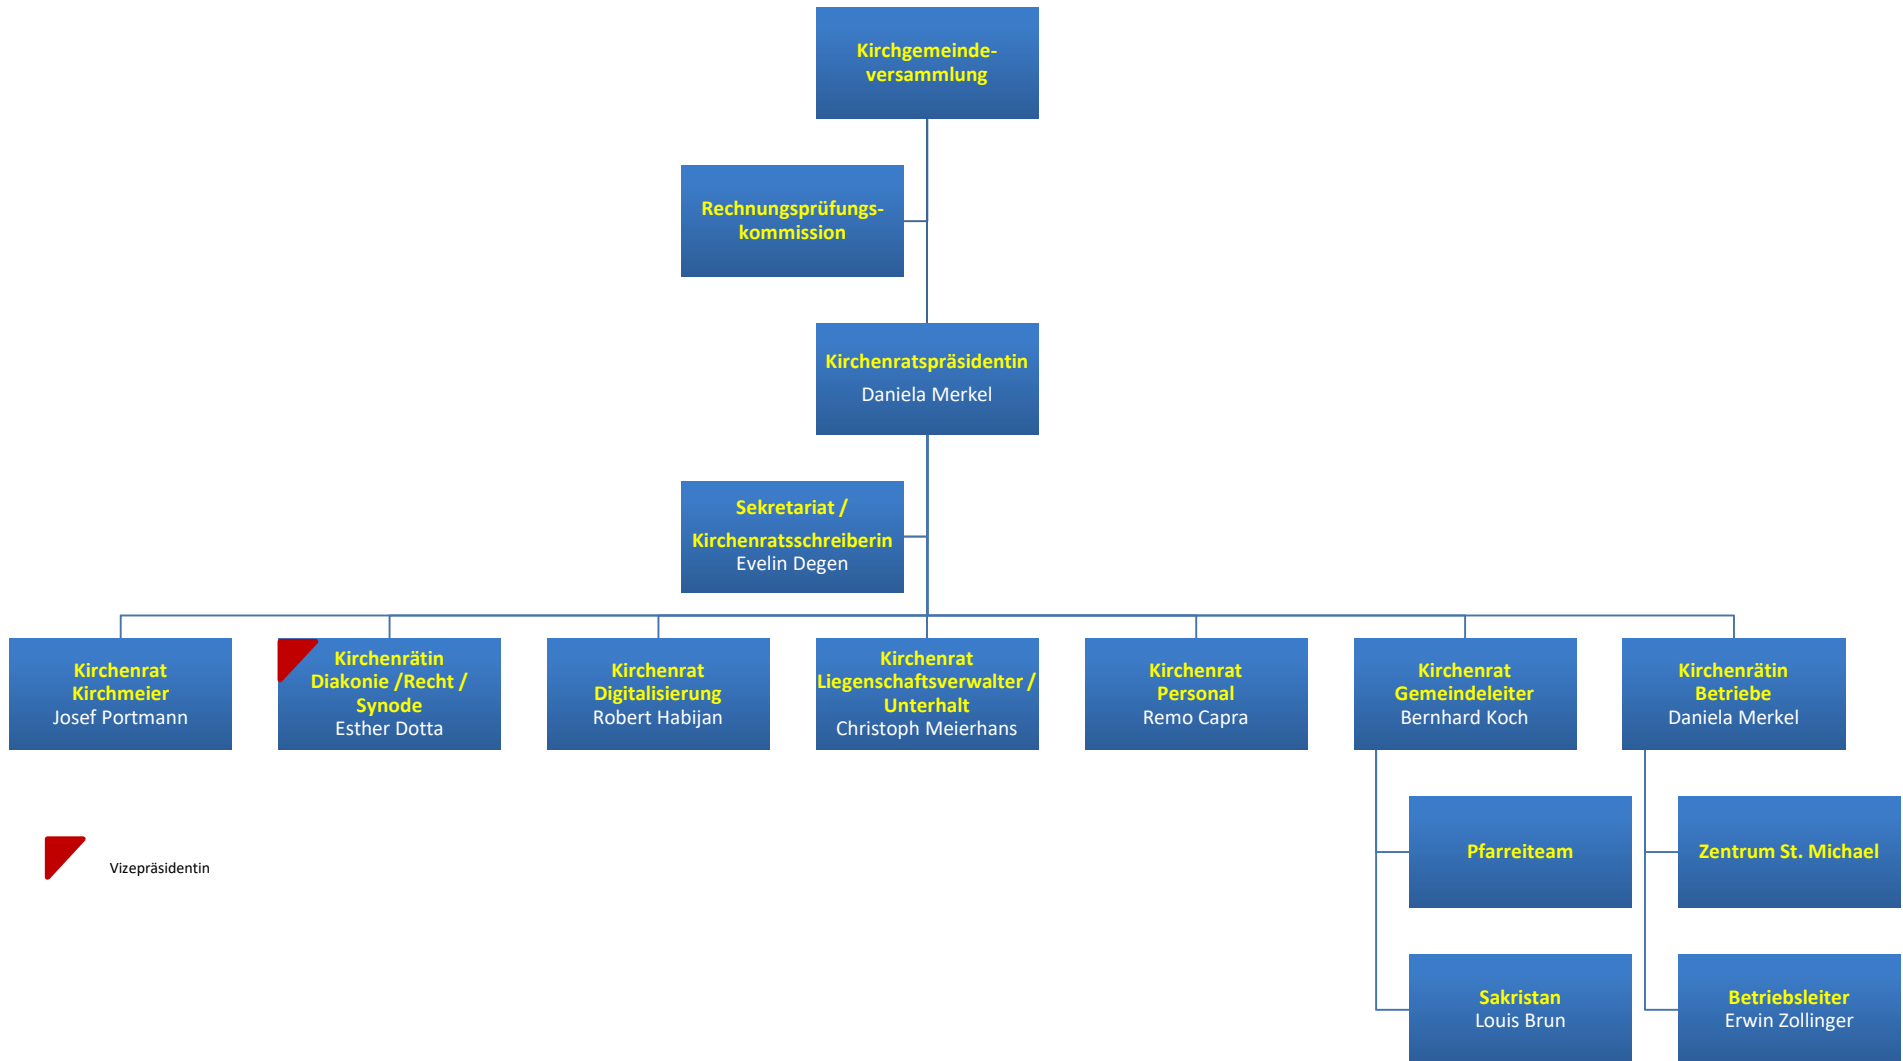 Kirchgemeinde-
versammlung
Rechnungsprüfungs-
kommission
Kirchenratspräsidentin
Daniela Merkel
Sekretariat /
Kirchenratsschreiberin
Evelin Degen
Kirchenrat
Kirchmeier
Josef Portmann
Kirchenrätin
Diakonie /Recht /
Synode
Esther Dotta
Kirchenrat
Digitalisierung
Robert Habijan
Kirchenrat
Liegenschaftsverwalter /
Unterhalt
Christoph Meierhans
Kirchenrat
Personal
Remo Capra
Kirchenrat
Gemeindeleiter
Bernhard Koch
Kirchenrätin
Betriebe
Daniela Merkel
Vizepräsidentin
Pfarreiteam
Zentrum St. Michael
Sakristan
Louis Brun
Betriebsleiter
Erwin Zollinger